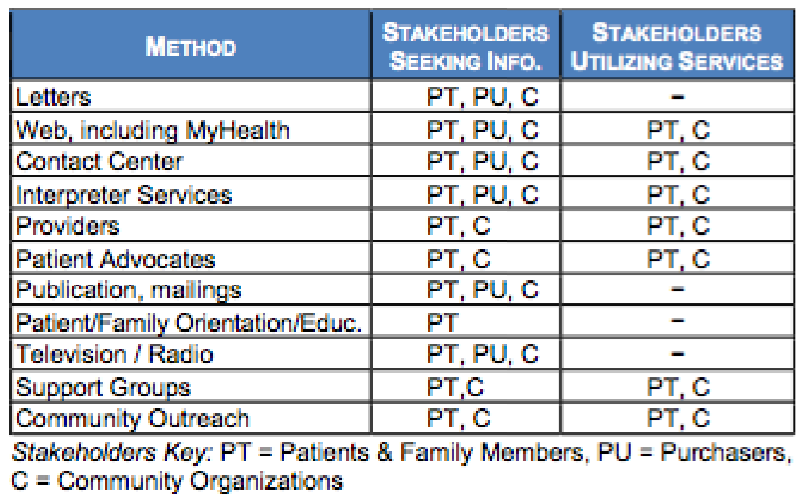 METHOD STAKEHOLDERS SEEKING INFO. STAKEHOLDERS UTILIZING SERVICES
Letters PT, PU, C –
Web, including MyHealth PT, PU, C PT, C
Contact Center PT, PU, C PT, C
Interpreter Services PT, PU, C PT, C
Providers PT, C PT, C
Patient Advocates PT, C PT, C
Publication, mailings PT, PU, C –
Patient/Family Orientation/Educ. PT –
Television / Radio PT, PU, C –
Support Groups PT,C PT, C
Community Outreach PT, C PT, C
Stakeholders Key: PT = Patients & Family Members, PU = Purchasers,
C = Community Organizations